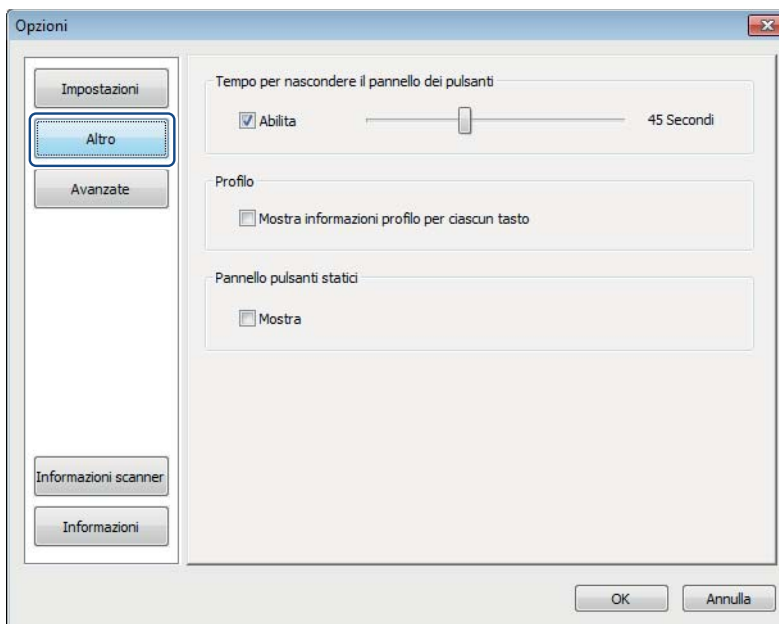 Opzioni
Impostazioni
Altro
Avanzate
Informazioni scanner
Informazioni
Tempo per nascondere il pannello dei pulsanti
Abilita
45 Secondi
Profilo
Mostra informazioni profilo per ciascun tasto
Pannello pulsanti statici
Mostra
OK
Annulla